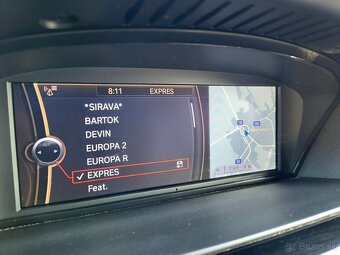 8:11 EXPRES
*SIRAVA*
BARTOK
DEVIN
EUROPA 2
EUROPA R
✓ EXPRES
Feat.